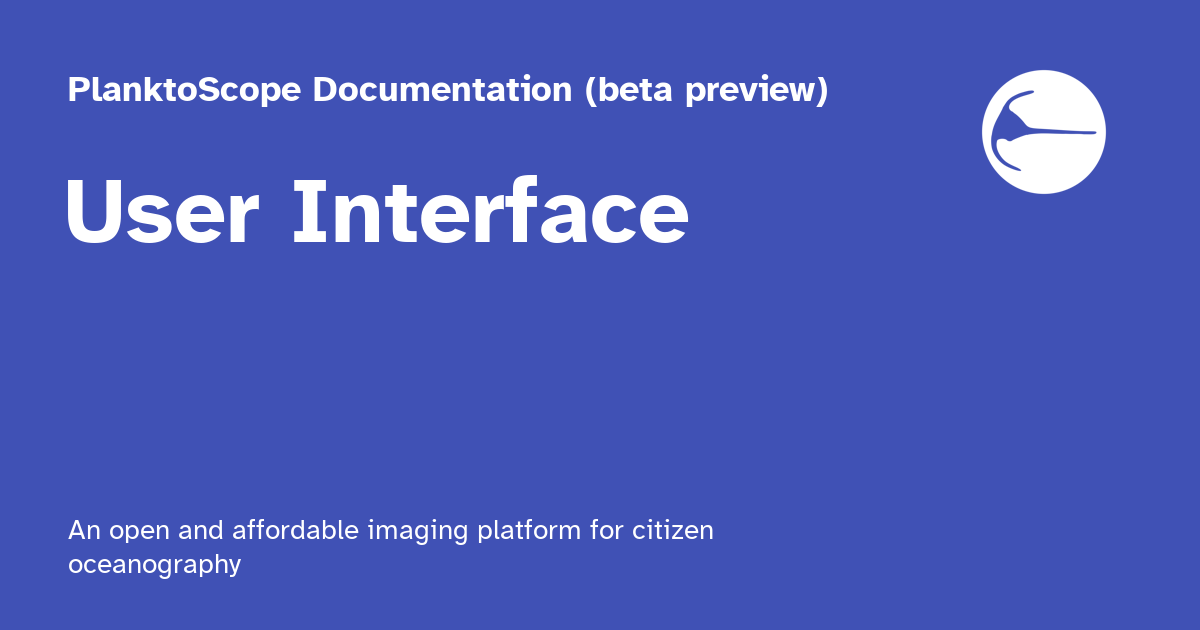 PlanktoScope Documentation (beta preview)
User Interface
An open and affordable imaging platform for citizen
oceanography